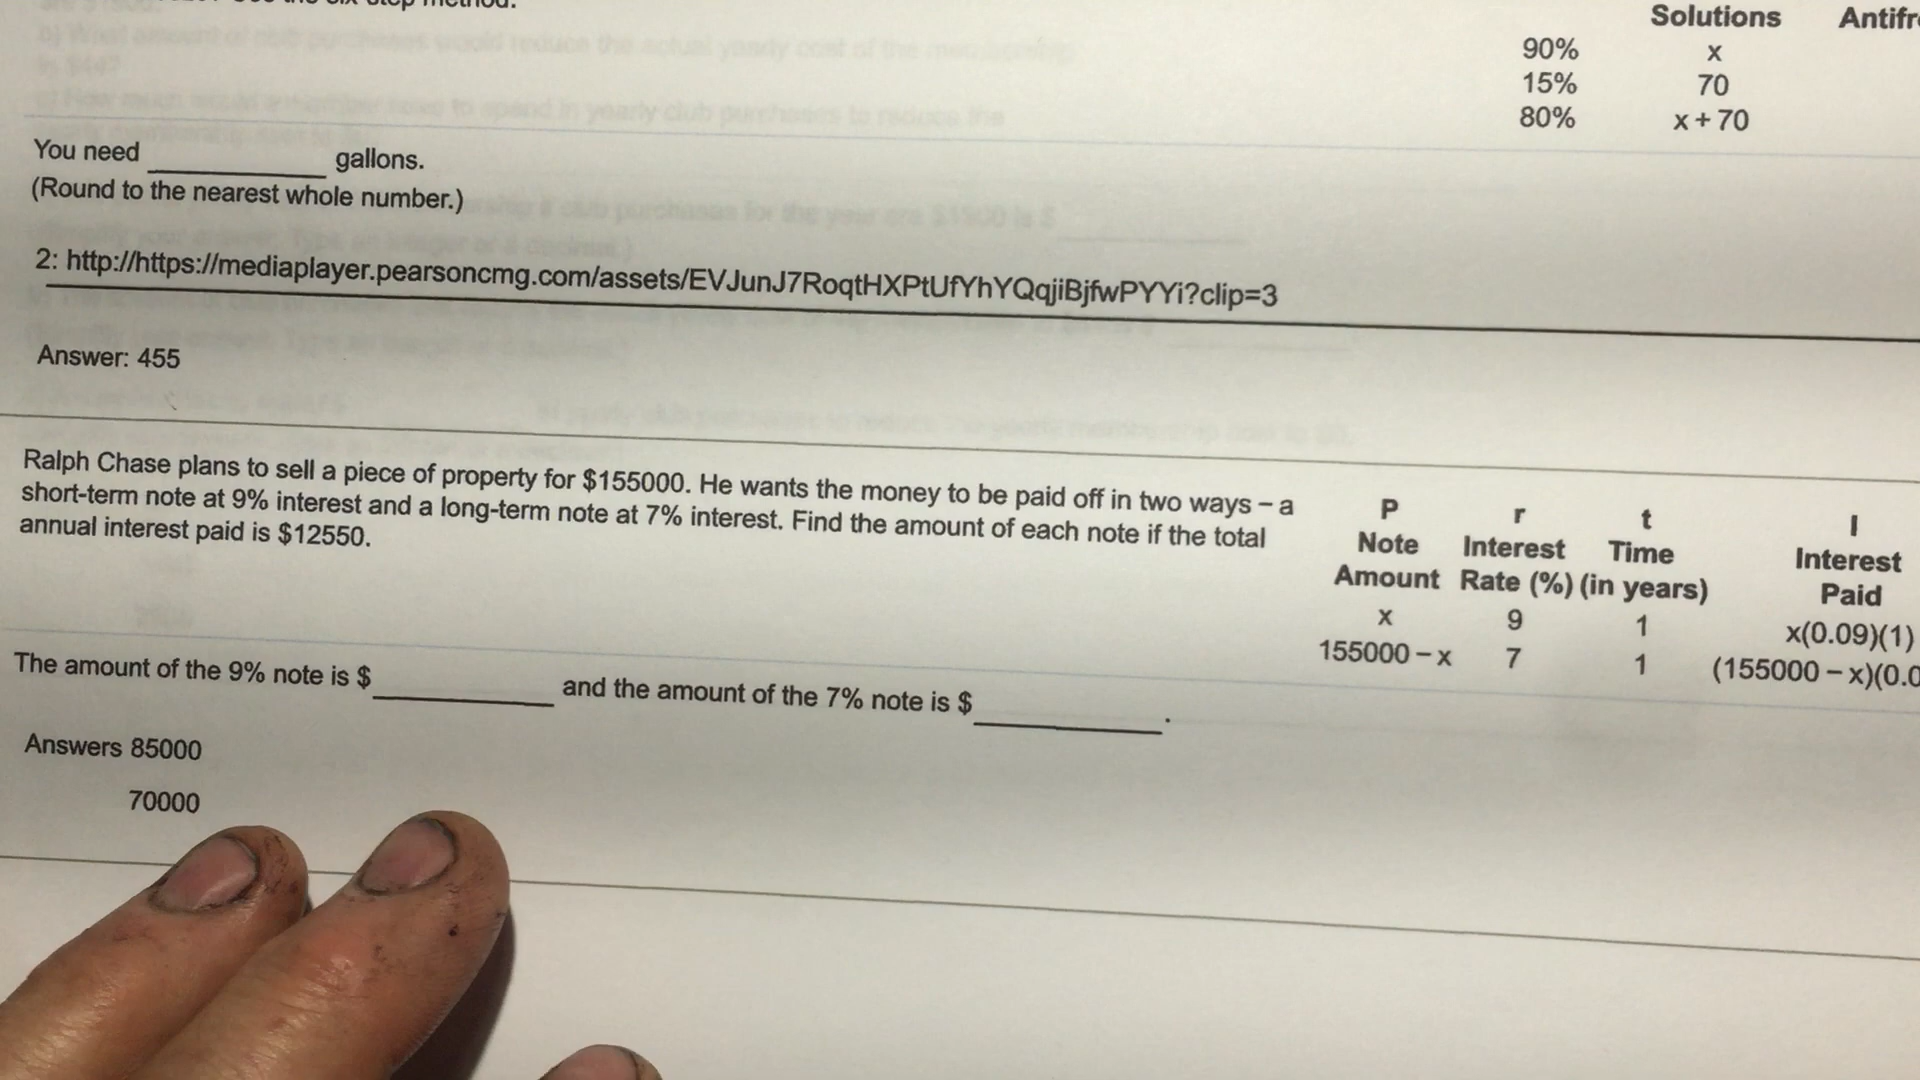 step method.
Solutions
90% x
15% 70
80% x + 70
You need gallons.
(Round to the nearest whole number.)
2: http://https://mediaplayer.pearsoncmg.com/assets/EVJunJ7RoqtHXPtUfYhYQqjiBjfwPYYi?clip=3
Answer: 455
Ralph Chase plans to sell a piece of property for $155000. He wants the money to be paid off in two ways – a
short-term note at 9% interest and a long-term note at 7% interest. Find the amount of each note if the total
annual interest paid is $12550.
P r t I
Note Interest Time Interest
Amount Rate (%) (in years) Paid
x 9 1 x(0.09)(1)
155000 – x 7 1 (155000 – x)(0.0
The amount of the 9% note is $ and the amount of the 7% note is $ .
Answers 85000
70000